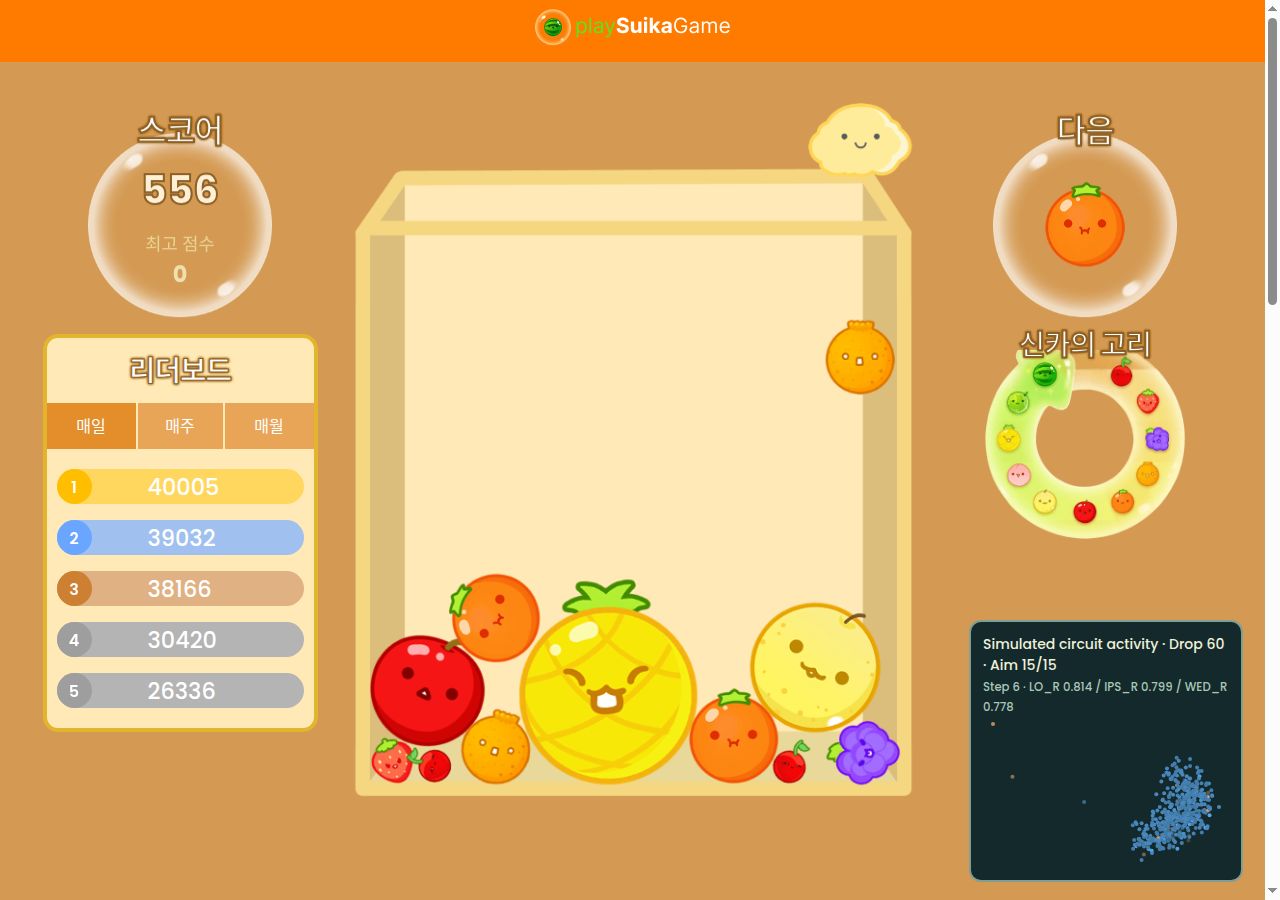 playSuikaGame
스코어
556
최고 점수
0
다음
리더보드
매일 매주 매월
1 40005
2 39032
3 38166
4 30420
5 26336
신카의 고리
Simulated circuit activity · Drop 60
· Aim 15/15
Step 6 · LO_R 0.814 / IPS_R 0.799 / WED_R
0.778